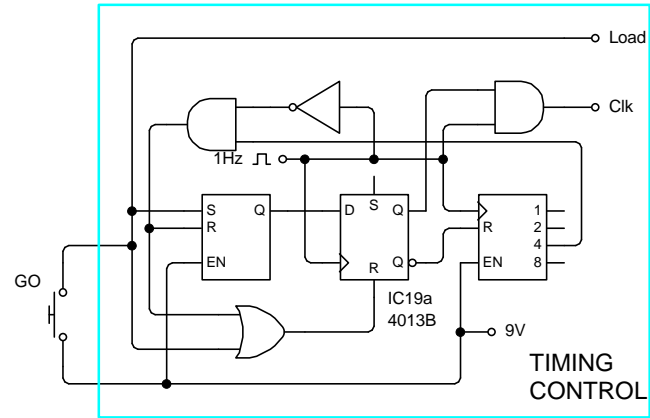 Load
Clk
1Hz
S
S Q D Q 1
R R 2
4
EN Q EN 8
R
GO
IC19a
4013B
9V
TIMING
CONTROL